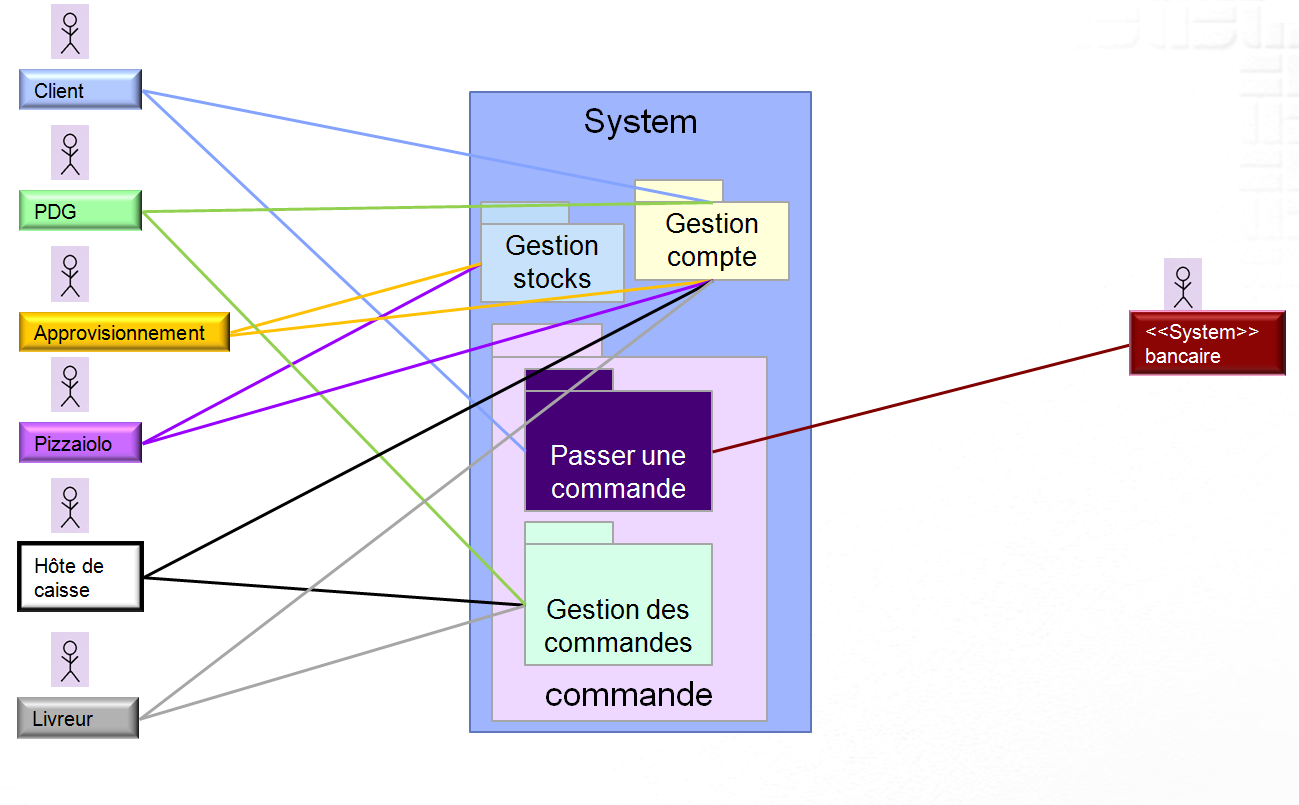 Client
PDG
Approvisionnement
Pizzaiolo
Hôte de
caisse
Livreur
System
Gestion
stocks
Gestion
compte
Passer une
commande
Gestion des
commandes
commande
<<System>>
bancaire